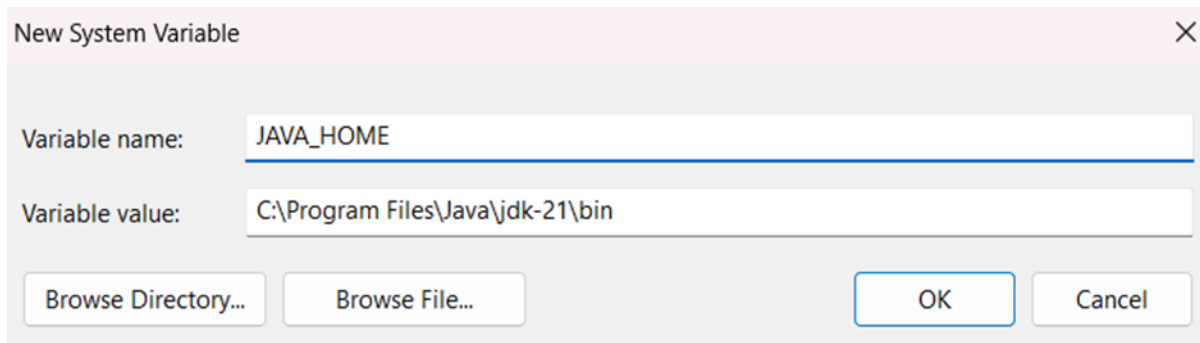 New System Variable
Variable name: JAVA_HOME
Variable value: C:\Program Files\Java\jdk-21\bin
Browse Directory... Browse File... OK Cancel